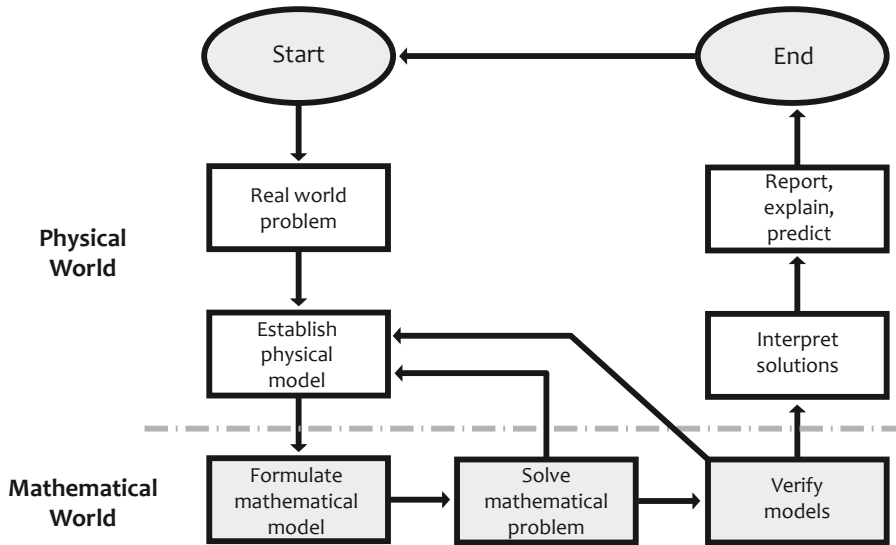 Start
End
Real world
problem
Report,
explain,
predict
Physical
World
Establish
physical
model
Interpret
solutions
Mathematical
World
Formulate
mathematical
model
Solve
mathematical
problem
Verify
models